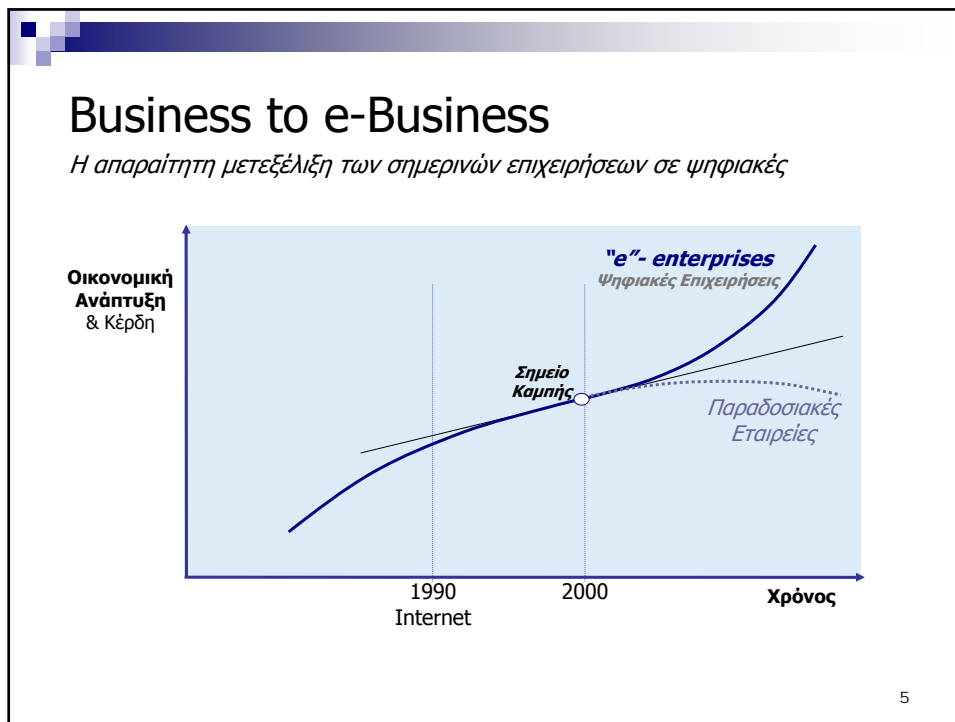 Business to e-Business
Η απαραίτητη μετεξέλιξη των σημερινών επιχειρήσεων σε ψηφιακές
Οικονομική
Ανάπτυξη
& Κέρδη
“e”- enterprises
Ψηφιακές Επιχειρήσεις
Σημείο
Καμπής
Παραδοσιακές
Εταιρείες
1990
Internet
2000
Χρόνος
5